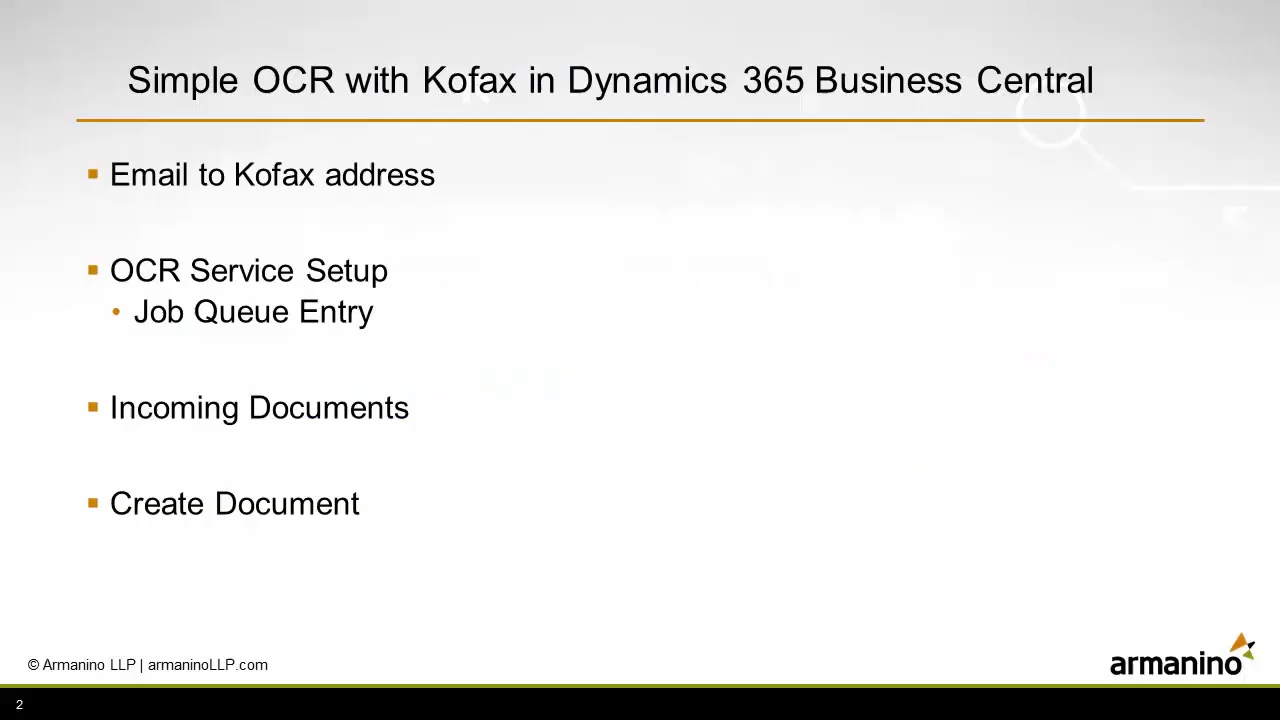 Simple OCR with Kofax in Dynamics 365 Business Central
▪ Email to Kofax address
▪ OCR Service Setup
• Job Queue Entry
▪ Incoming Documents
▪ Create Document
© Armanino LLP | armaninoLLP.com
armanino
2